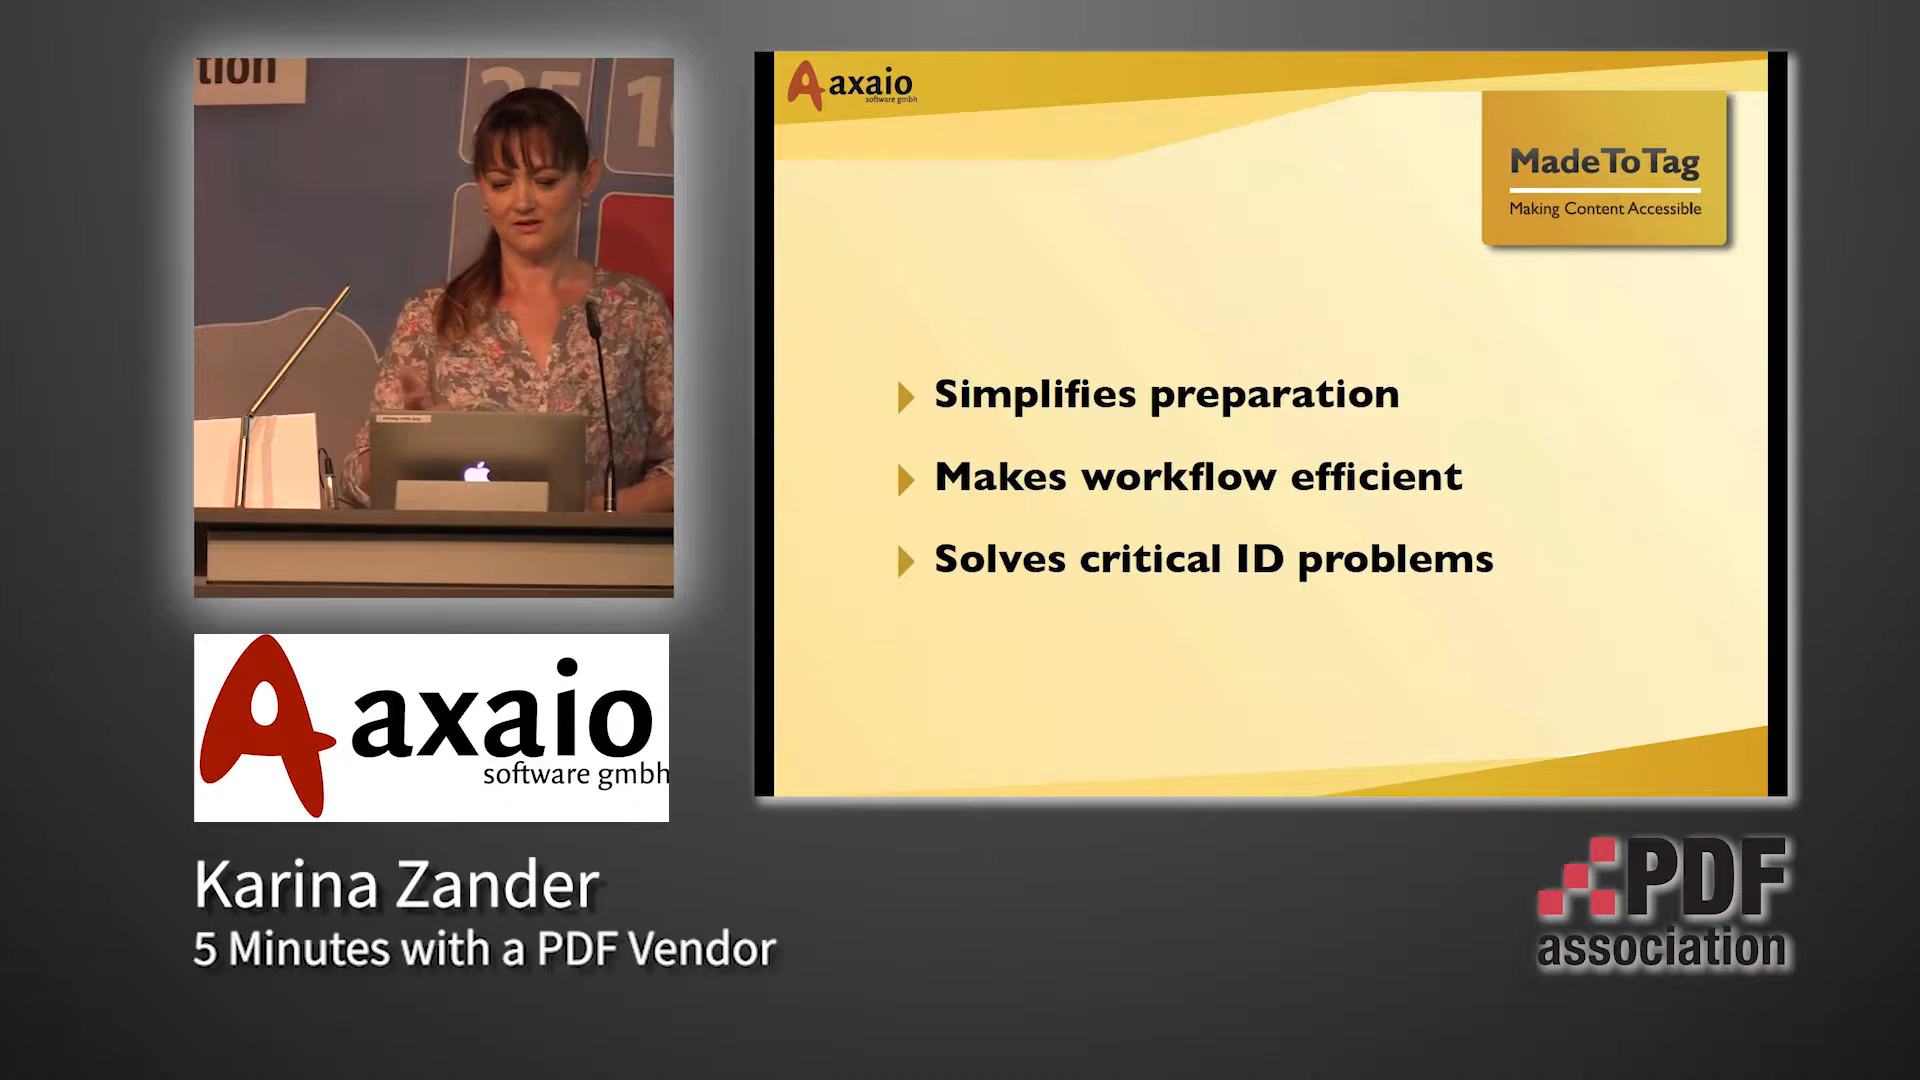 tion
25
axaio
software gmbh
MadeToTag
Making Content Accessible
Simplifies preparation
Makes workflow efficient
Solves critical ID problems
axaio
software gmbh
Karina Zander
5 Minutes with a PDF Vendor
PDF
association